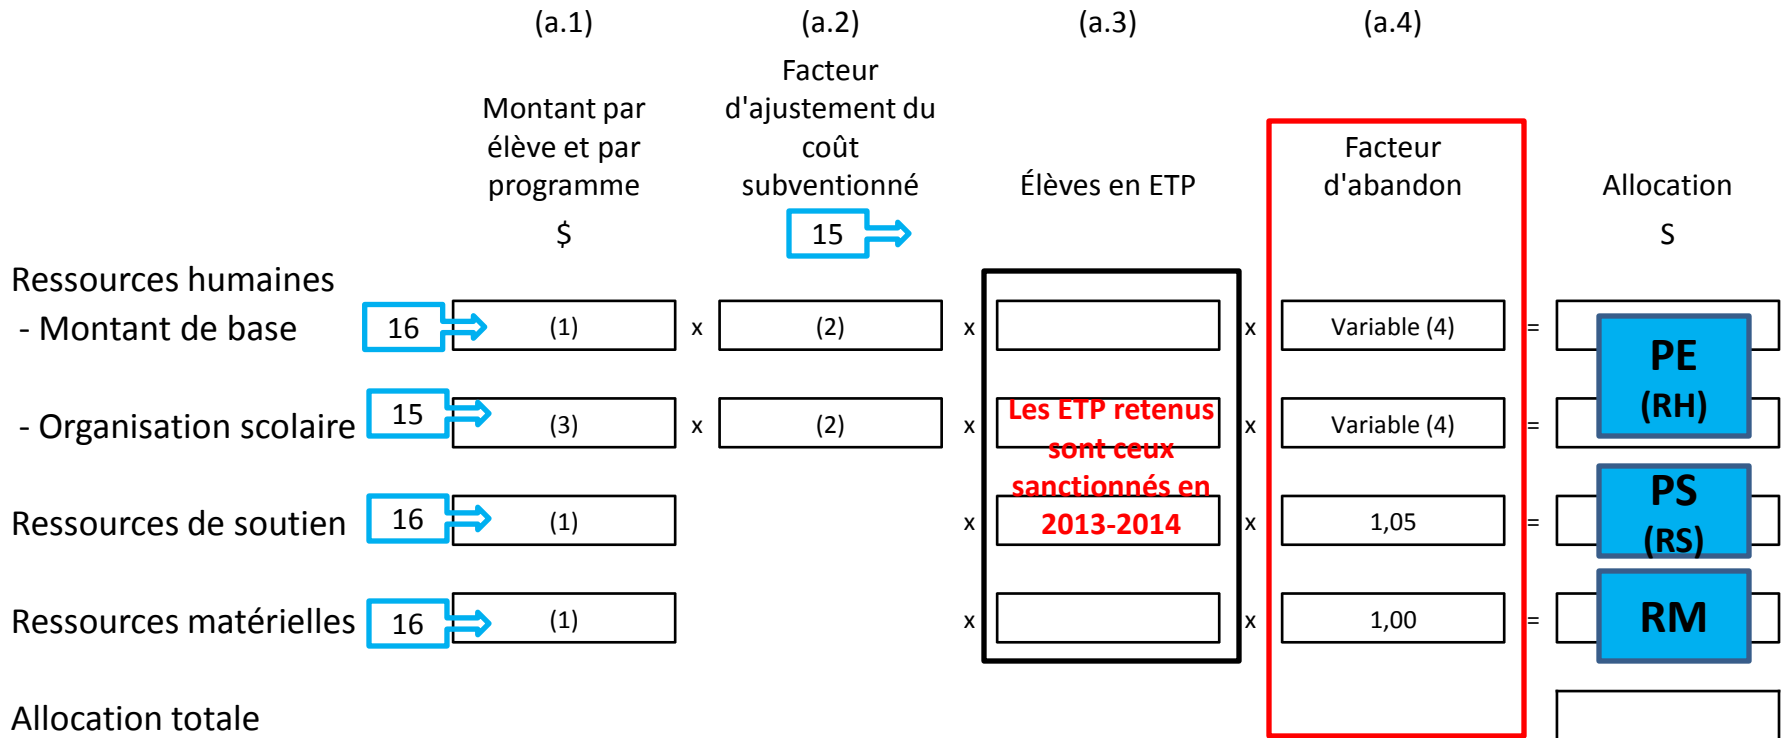 (a.1) (a.2) (a.3) (a.4)
Montant par élève et par programme
Facteur d'ajustement du coût subventionné
Élèves en ETP
Facteur d'abandon
Allocation
$ 15 S
Ressources humaines
- Montant de base 16 (1) x (2) x x Variable (4) = PE
- Organisation scolaire 15 (3) x (2) x x Variable (4) = (RH)
Les ETP retenus
sont ceux
sanctionnés en
2013-2014
Ressources de soutien 16 (1) x x 1,05 = PS
(RS)
Ressources matérielles 16 (1) x x 1,00 = RM
Allocation totale